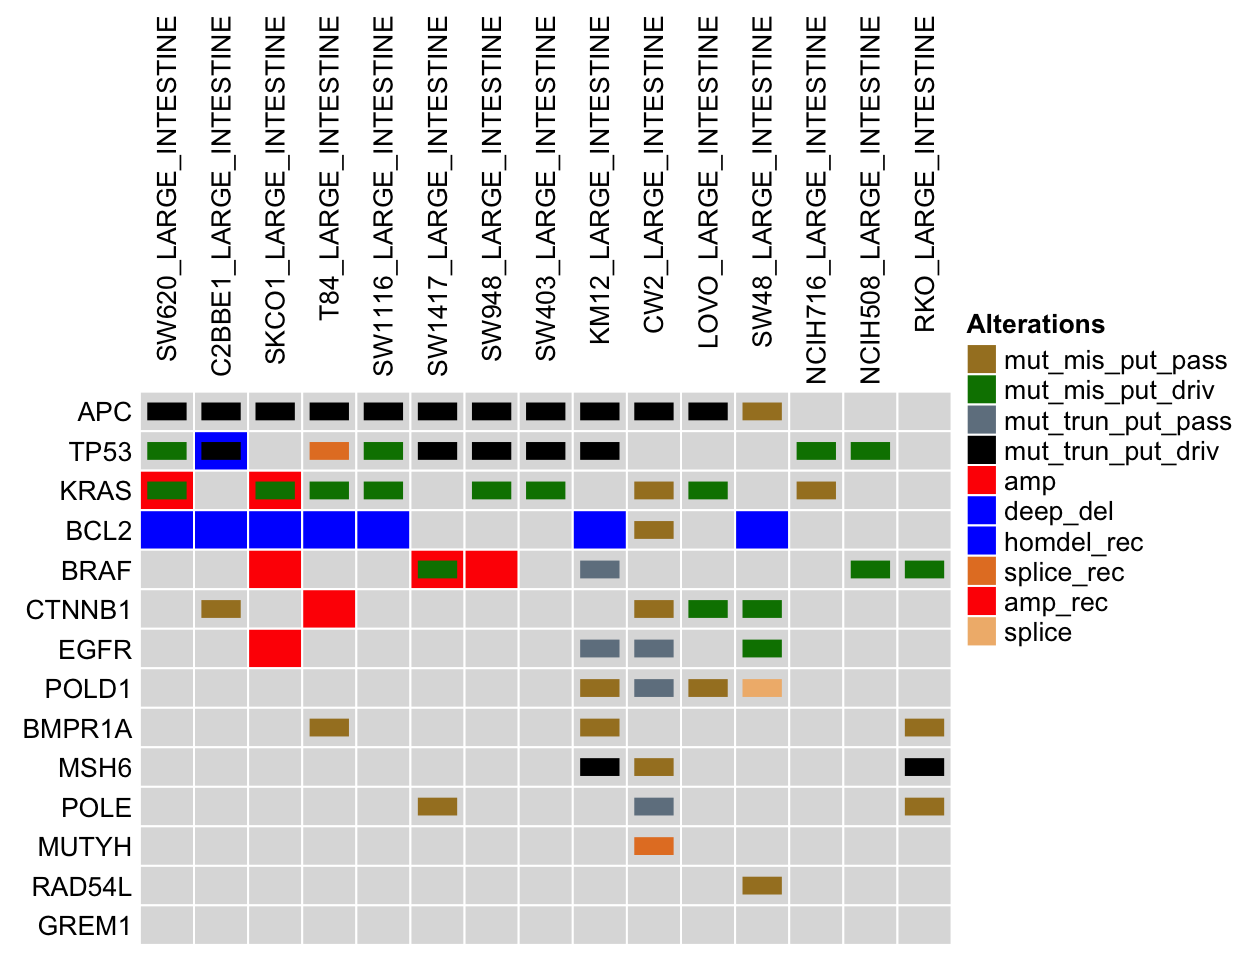 SW620_LARGE_INTESTINE
C2BBE1_LARGE_INTESTINE
SKCO1_LARGE_INTESTINE
T84_LARGE_INTESTINE
SW1116_LARGE_INTESTINE
SW1417_LARGE_INTESTINE
SW948_LARGE_INTESTINE
SW403_LARGE_INTESTINE
KM12_LARGE_INTESTINE
CW2_LARGE_INTESTINE
LOVO_LARGE_INTESTINE
SW48_LARGE_INTESTINE
NCIH716_LARGE_INTESTINE
NCIH508_LARGE_INTESTINE
RKO_LARGE_INTESTINE
APC
TP53
KRAS
BCL2
BRAF
CTNNB1
EGFR
POLD1
BMPR1A
MSH6
POLE
MUTYH
RAD54L
GREM1
Alterations
mut_mis_put_pass
mut_mis_put_driv
mut_trun_put_pass
mut_trun_put_driv
amp
deep_del
homdel_rec
splice_rec
amp_rec
splice